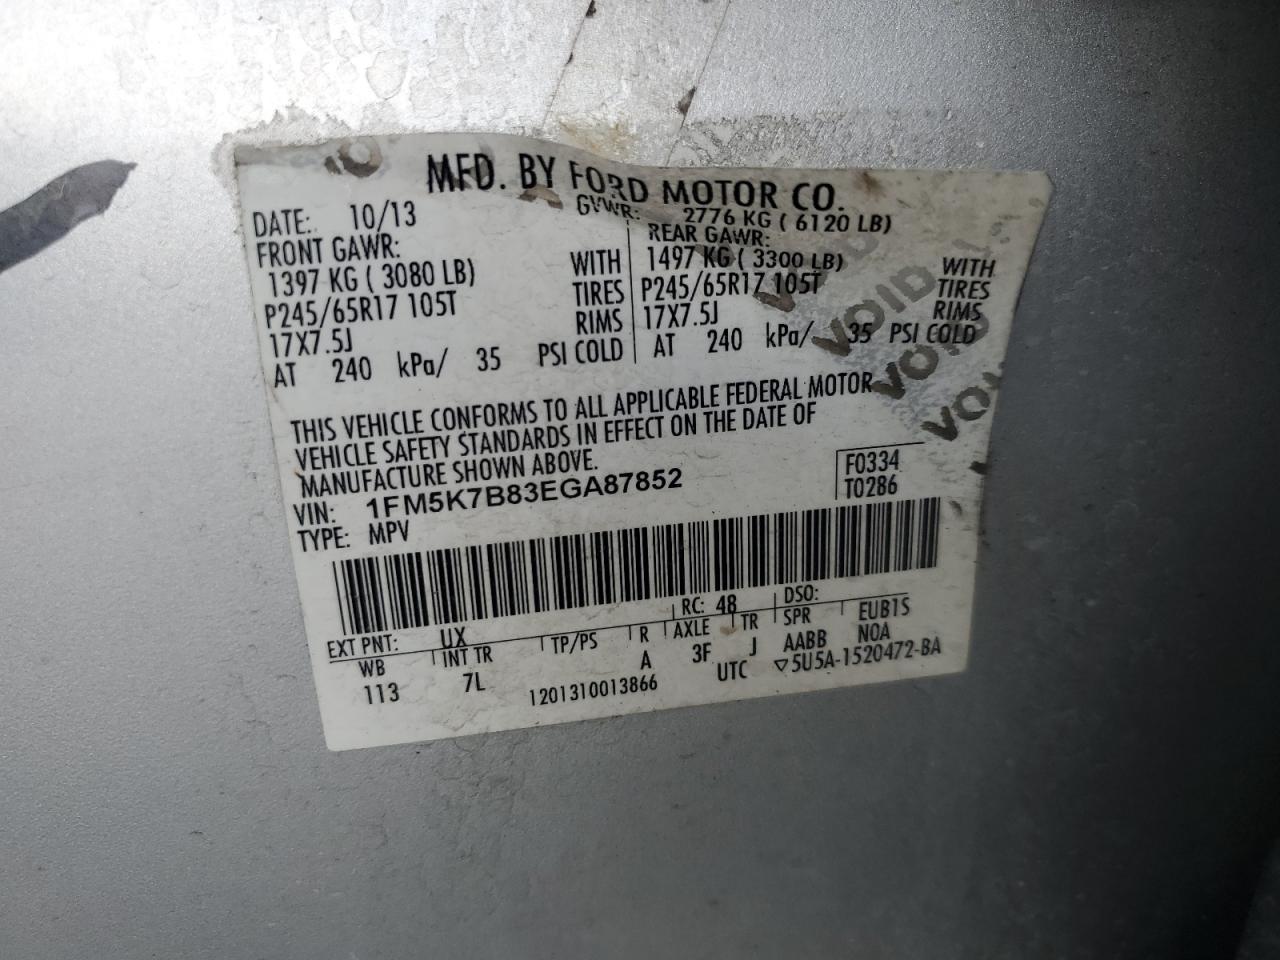 MFD. BY FORD MOTOR CO.
DATE: 10/13 GVWR: 2776 KG ( 6120 LB)
FRONT GAWR: REAR GAWR:
1397 KG ( 3080 LB) WITH 1497 KG ( 3300 LB) WITH
P245/65R17 105T TIRES P245/65R17 105T TIRES
17X7.5J RIMS 17X7.5J RIMS
AT 240 kPa/ 35 PSI COLD AT 240 kPa/ 35 PSI COLD
VOID
VOID
VOID
VOID
THIS VEHICLE CONFORMS TO ALL APPLICABLE FEDERAL MOTOR
VEHICLE SAFETY STANDARDS IN EFFECT ON THE DATE OF
MANUFACTURE SHOWN ABOVE.
VIN: 1FM5K7B83EGA87852 F0334
TYPE: MPV T0286
EXT PNT: UX RC: 48 DSO:
WB INT TR TP/PS R AXLE TR SPR EUB1S
113 7L A 3F J AABB NOA
1201310013866 UTC ▽5U5A-1520472-BA